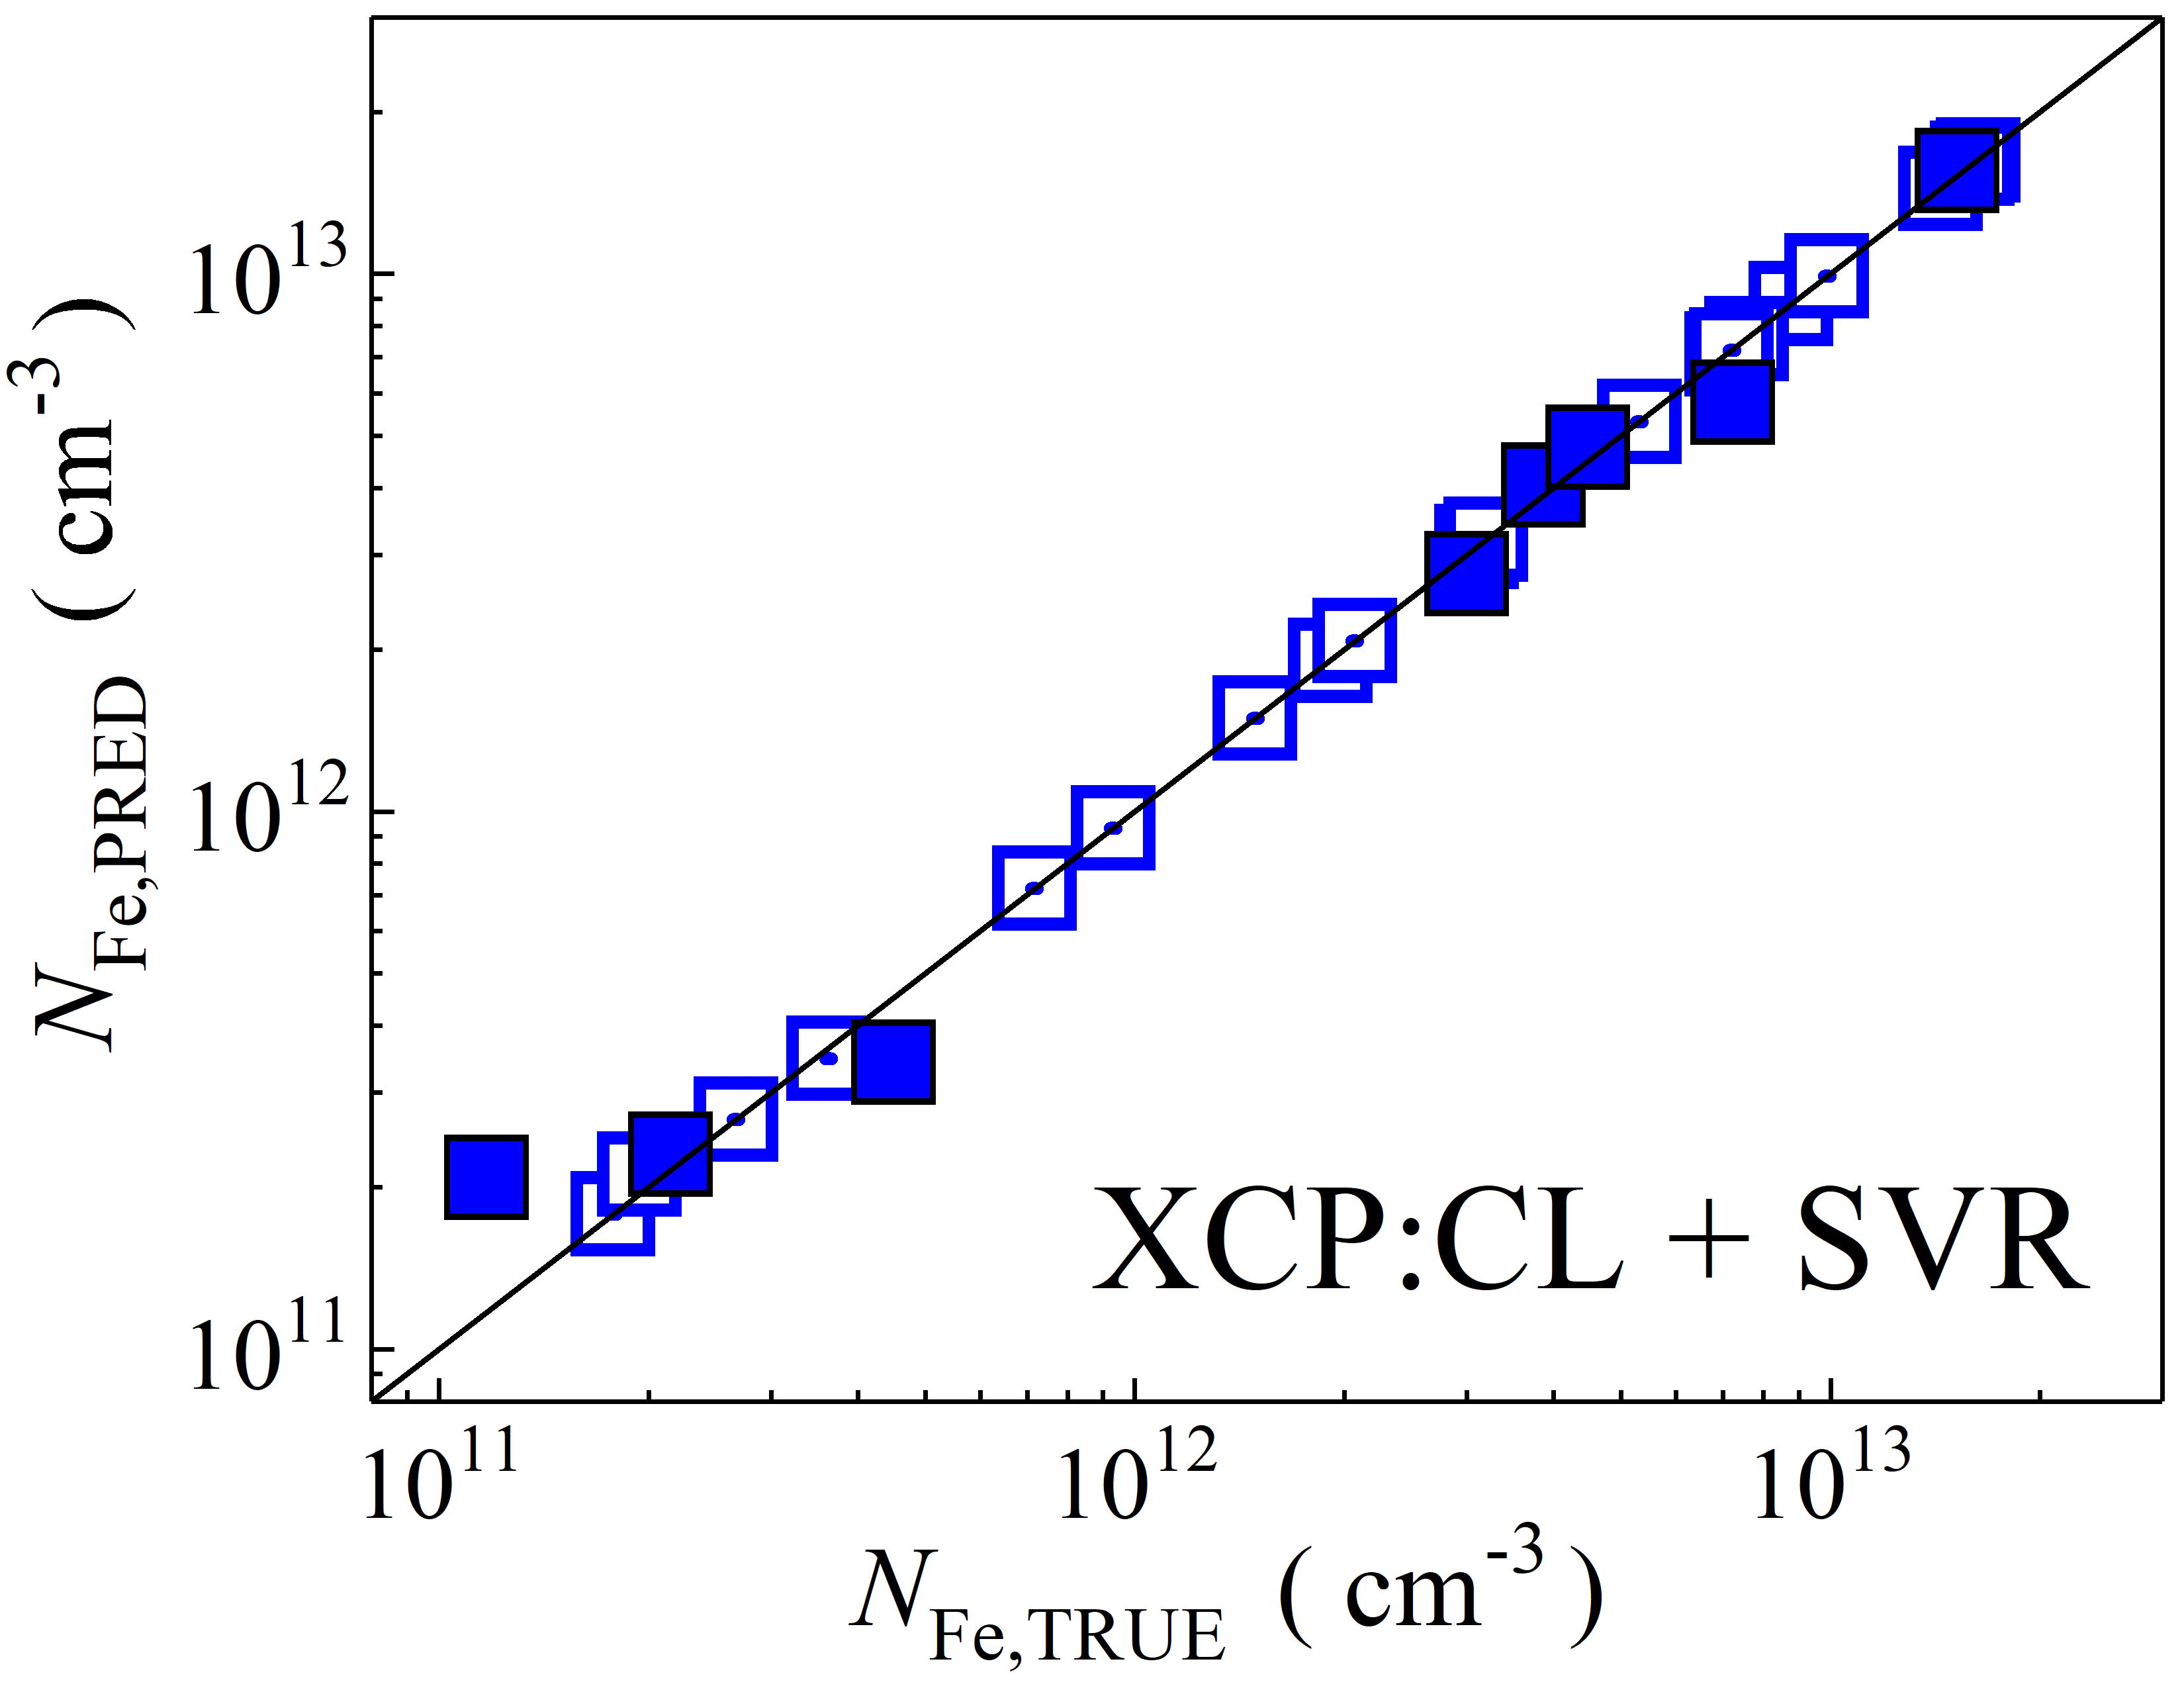 N_Fe,PRED ( cm^-3 )
10^13
10^12
10^11
XCP:CL + SVR
10^11 10^12 10^13
N_Fe,TRUE ( cm^-3 )